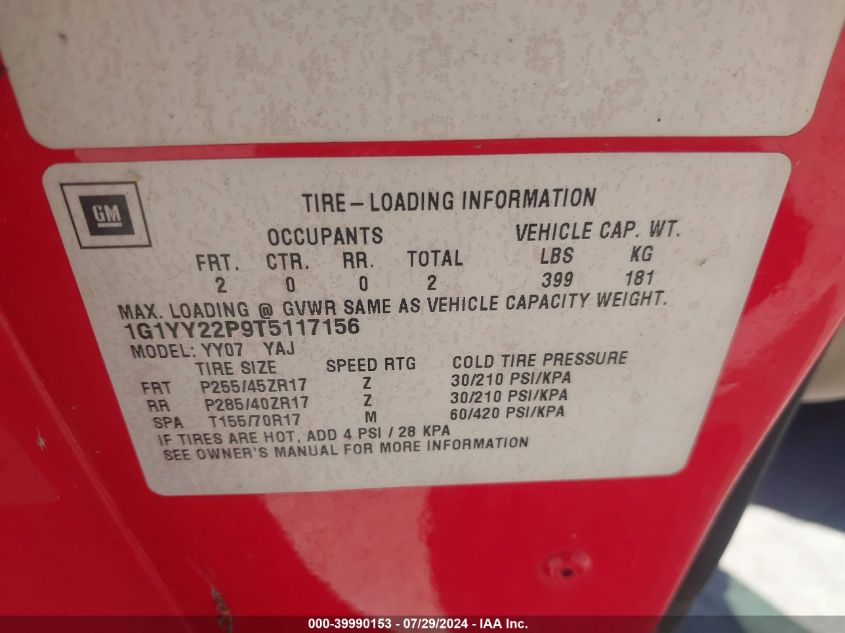 GM
TIRE-LOADING INFORMATION
OCCUPANTS VEHICLE CAP. WT.
FRT. CTR. RR. TOTAL LBS KG
2 0 0 2 399 181
MAX. LOADING @ GVWR SAME AS VEHICLE CAPACITY WEIGHT.
1G1YY22P9T5117156
MODEL: YY07 YAJ
TIRE SIZE SPEED RTG COLD TIRE PRESSURE
FRT P255/45ZR17 Z 30/210 PSI/KPA
RR P285/40ZR17 Z 30/210 PSI/KPA
SPA T155/70R17 M 60/420 PSI/KPA
IF TIRES ARE HOT, ADD 4 PSI / 28 KPA
SEE OWNER'S MANUAL FOR MORE INFORMATION
000-39990153 - 07/29/2024 - IAA Inc.